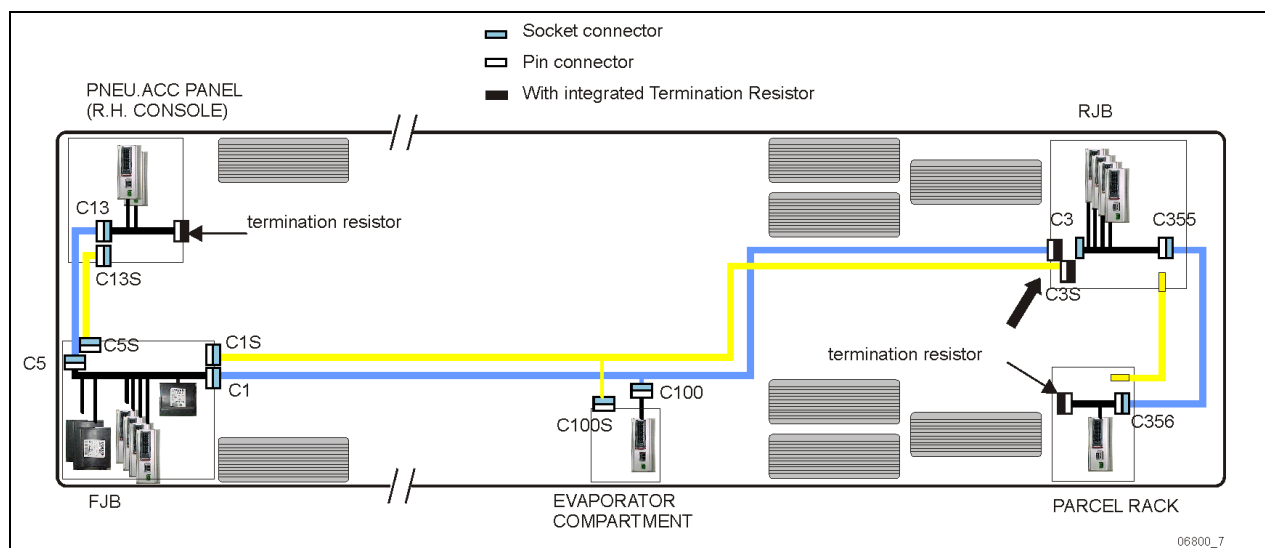 Socket connector
Pin connector
With integrated Termination Resistor
PNEU.ACC PANEL
(R.H. CONSOLE)
RJB
C13
termination resistor
C3
C355
C13S
C3S
C5S
C1S
C5
C1
termination resistor
C100
C100S
C356
FJB
EVAPORATOR
COMPARTMENT
PARCEL RACK
06800_7